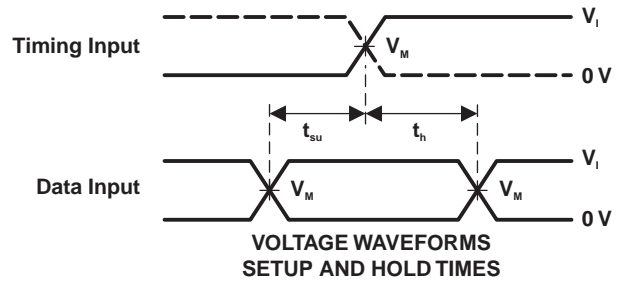 V_I
Timing Input
V_M
0 V
t_su
t_h
V_I
Data Input
V_M
V_M
0 V
VOLTAGE WAVEFORMS
SETUP AND HOLD TIMES